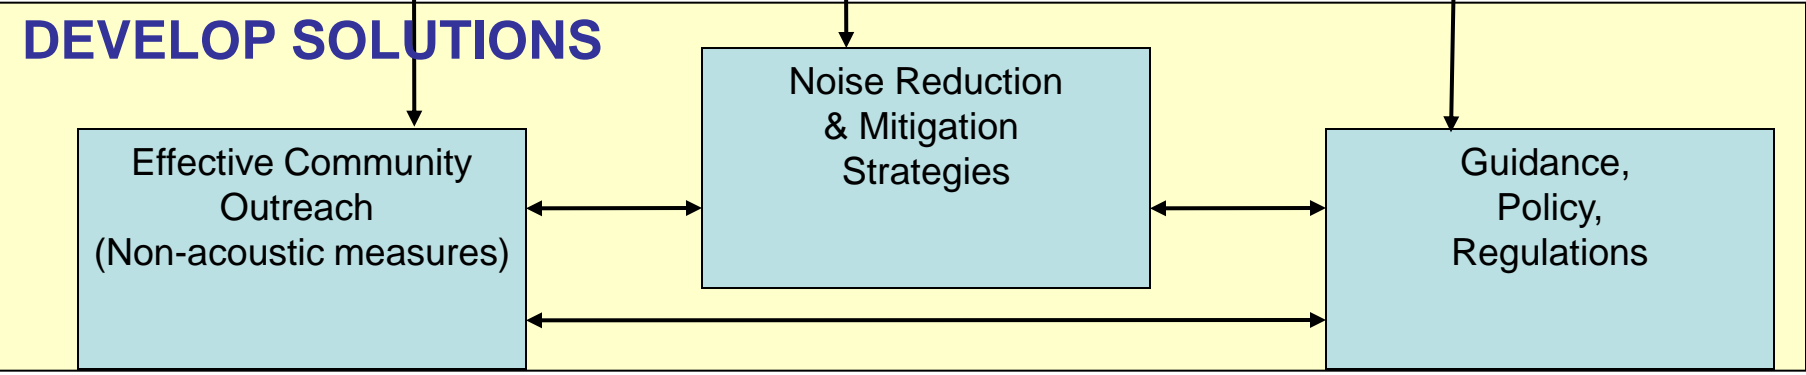 DEVELOP SOLUTIONS
Effective Community
Outreach
(Non-acoustic measures)
Noise Reduction
& Mitigation
Strategies
Guidance,
Policy,
Regulations